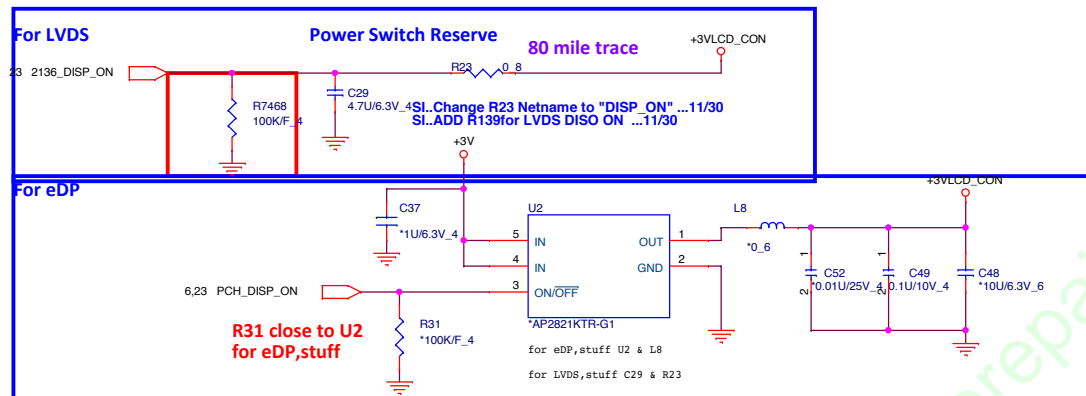 For LVDS
Power Switch Reserve
80 mile trace
+3VLCD_CON
23 2136_DISP_ON
R23
0_8
R7468
100K/F_4
C29
4.7U/6.3V_4
SI..Change R23 Netname to "DISP_ON" ...11/30
SI..ADD R139for LVDS DISO ON ...11/30
+3V
For eDP
+3VLCD_CON
C37
*1U/6.3V_4
U2
L8
*0_6
5
IN
OUT
1
4
IN
GND
2
3
ON/OFF
*AP2821KTR-G1
6,23 PCH_DISP_ON
1
2
C52
*0.01U/25V_4
1
2
C49
0.1U/10V_4
C48
*10U/6.3V_6
R31 close to U2
for eDP,stuff
R31
*100K/F_4
for eDP,stuff U2 & L8
for LVDS,stuff C29 & R23